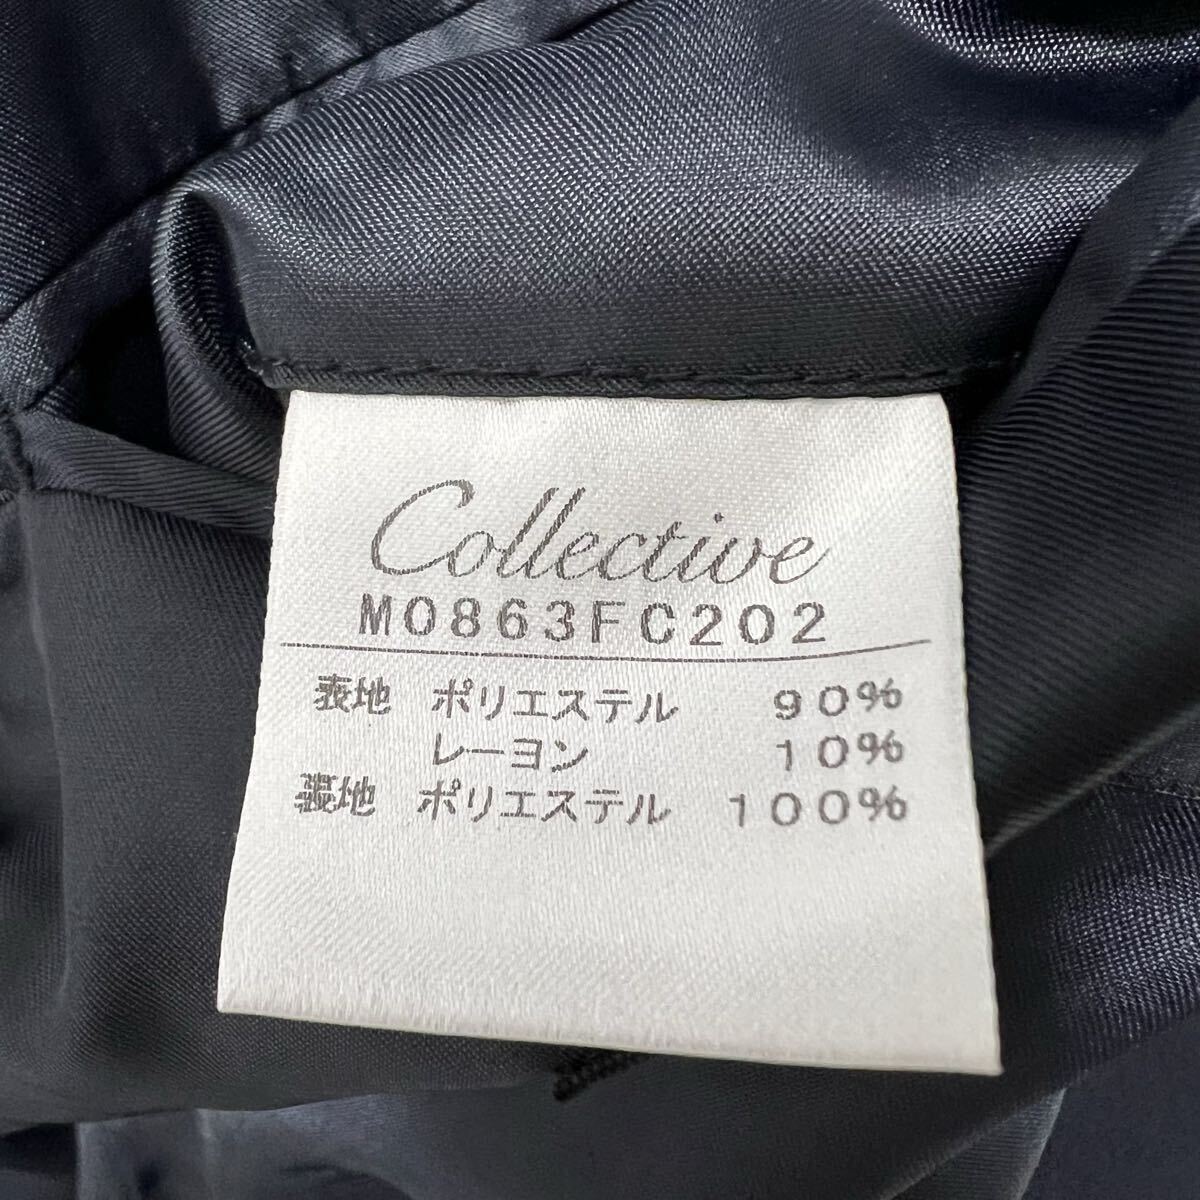 Collective
M0863FC202
表地 ポリエステル 90%
レーヨン 10%
裏地 ポリエステル 100%